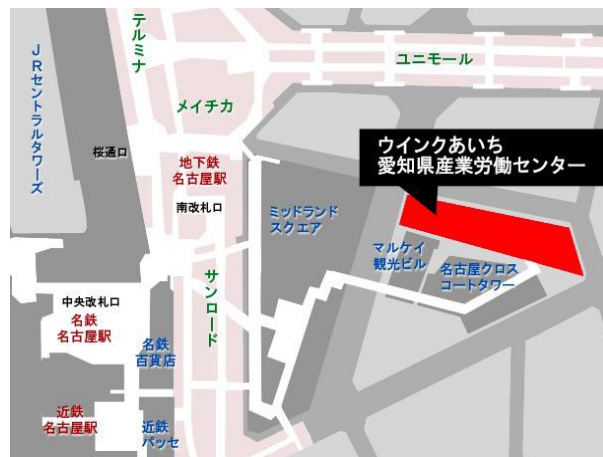 テルミナ
ユニモール
JRセントラルタワーズ
メイチカ
桜通口
地下鉄
名古屋駅
南改札口
ウインクあいち
愛知県産業労働センター
ミッドランド
スクエア
マルケイ
観光ビル
名古屋クロス
コートタワー
サンロード
中央改札口
名鉄
名古屋駅
名鉄
百貨店
近鉄
名古屋駅
近鉄
パッセ